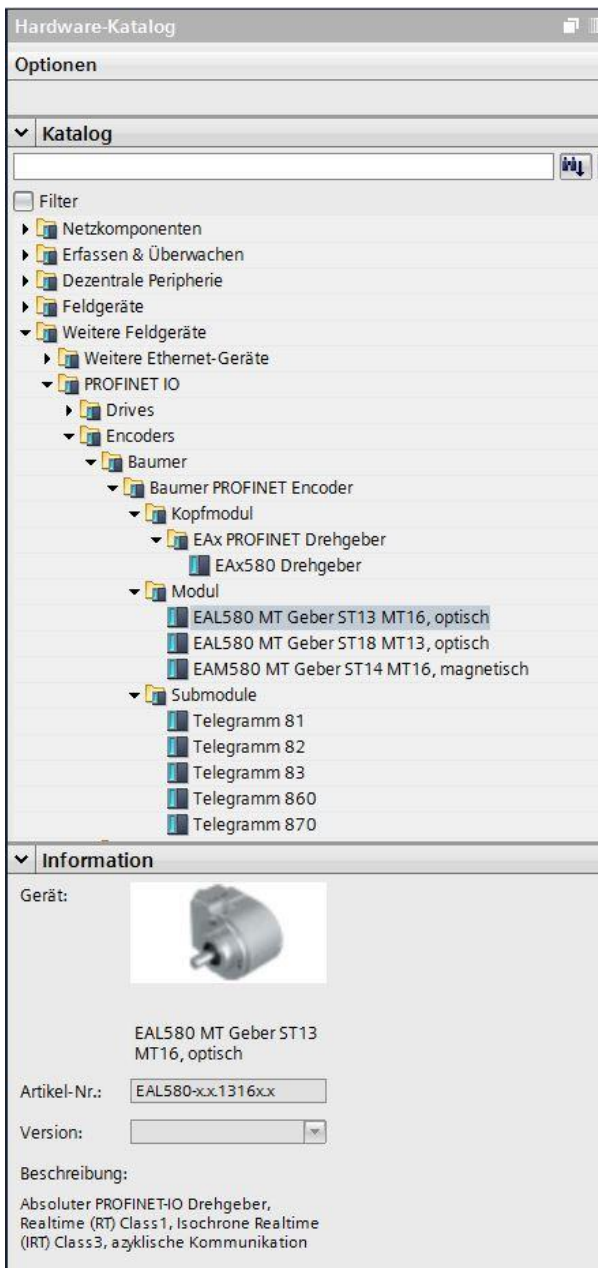 Hardware-Katalog
Optionen
Katalog
Filter
Netzkomponenten
Erfassen & Überwachen
Dezentrale Peripherie
Feldgeräte
Weitere Feldgeräte
Weitere Ethernet-Geräte
PROFINET IO
Drives
Encoders
Baumer
Baumer PROFINET Encoder
Kopfmodul
EAx PROFINET Drehgeber
EAx580 Drehgeber
Modul
EAL580 MT Geber ST13 MT16, optisch
EAL580 MT Geber ST18 MT13, optisch
EAM580 MT Geber ST14 MT16, magnetisch
Submodule
Telegramm 81
Telegramm 82
Telegramm 83
Telegramm 860
Telegramm 870
Information
Gerät:
EAL580 MT Geber ST13
MT16, optisch
Artikel-Nr.: EAL580-x.x.1316x.x
Version:
Beschreibung:
Absoluter PROFINET-IO Drehgeber,
Realtime (RT) Class1, Isochrone Realtime
(IRT) Class3, azyklische Kommunikation